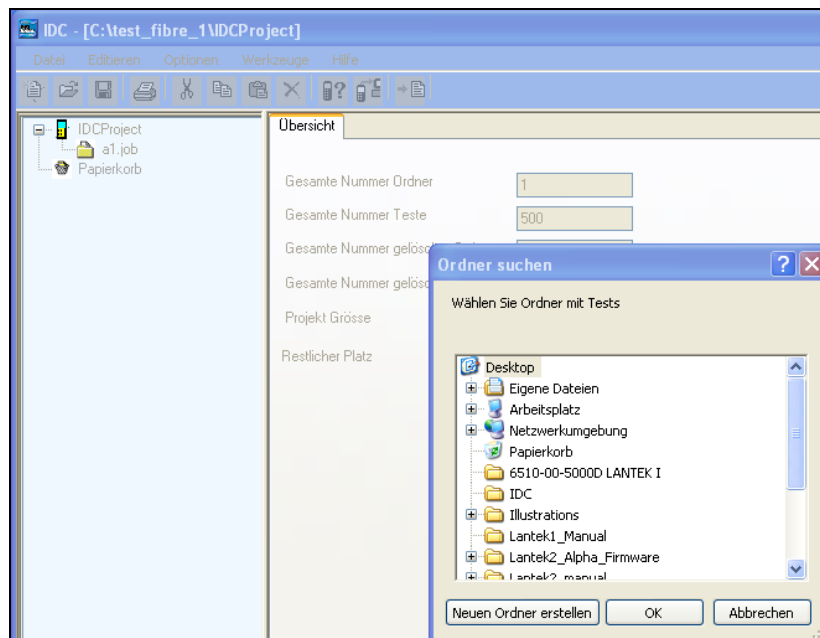 IDC - [C:\test_fibre_1\IDCProject]
Datei Editieren Optionen Werkzeuge Hilfe
IDCProject
a1.job
Papierkorb
Übersicht
Gesamte Nummer Ordner 1
Gesamte Nummer Teste 500
Gesamte Nummer
Gesamte Nummer
Projekt Grösse
Restlicher Platz
Ordner suchen
Wählen Sie Ordner mit Tests
Desktop
Eigene Dateien
Arbeitsplatz
Netzwerkumgebung
Papierkorb
6510-00-5000D LANTEK I
IDC
Illustrations
Lantek1_Manual
Lantek2_Alpha_Firmware
Lantek2_manual
Neuen Ordner erstellen OK Abbrechen